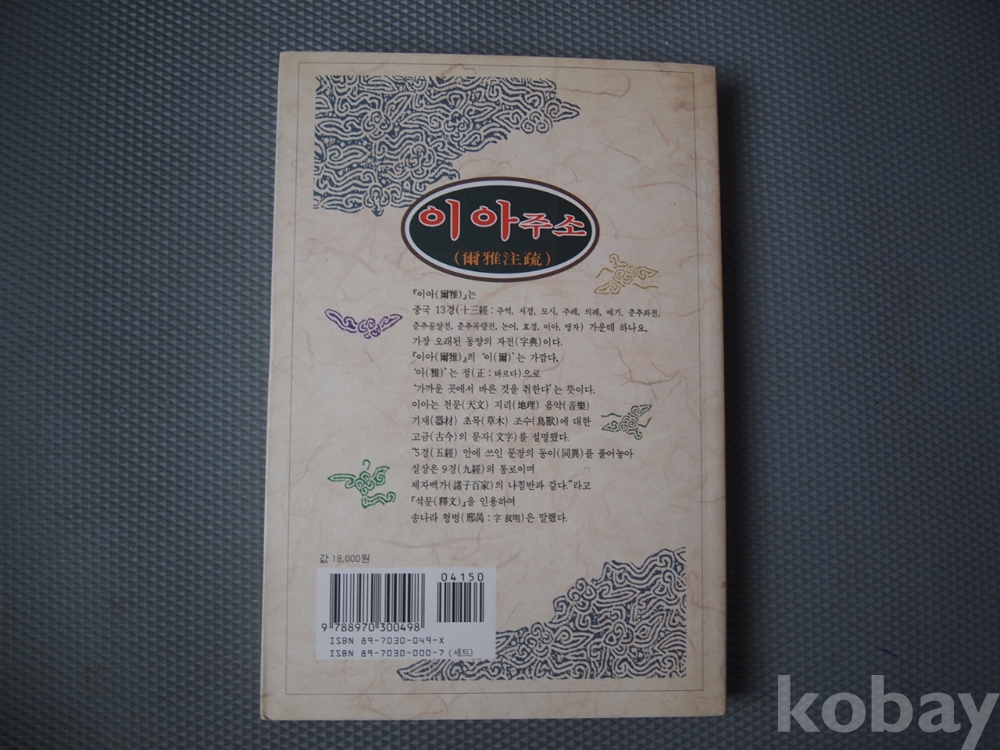 이아주소
(爾雅注疏)
『이아(爾雅)』는
중국 13경(十三經 : 주역, 서경, 모시, 주례, 의례, 예기, 춘추좌전,
춘추공양전, 춘추곡량전, 논어, 효경, 이아, 맹자) 가운데 하나요,
가장 오래된 동양의 자전(字典)이다.
『이아(爾雅)』의 '이(爾)'는 가깝다,
'아(雅)'는 정(正 : 바르다)으로
'가까운 곳에서 바른 것을 취한다'는 뜻이다.
이아는 천문(天文) 지리(地理) 음악(音樂)
기재(器材) 초목(草木) 조수(鳥獸)에 대한
고금(古今)의 문자(文字)를 설명했다.
"5경(五經) 안에 쓰인 문장의 동이(同異)를 풀어놓아
실상은 9경(九經)의 통로이며
제자백가(諸子百家)의 나침반과 같다."라고
『석문(釋文)』을 인용하여
송나라 형병(邢昺 : 字 叔明)은 말했다.
값 18,000원
04150
9 788970 300498
ISBN 89-7030-049-X
ISBN 89-7030-000-7 (세트)
kobay